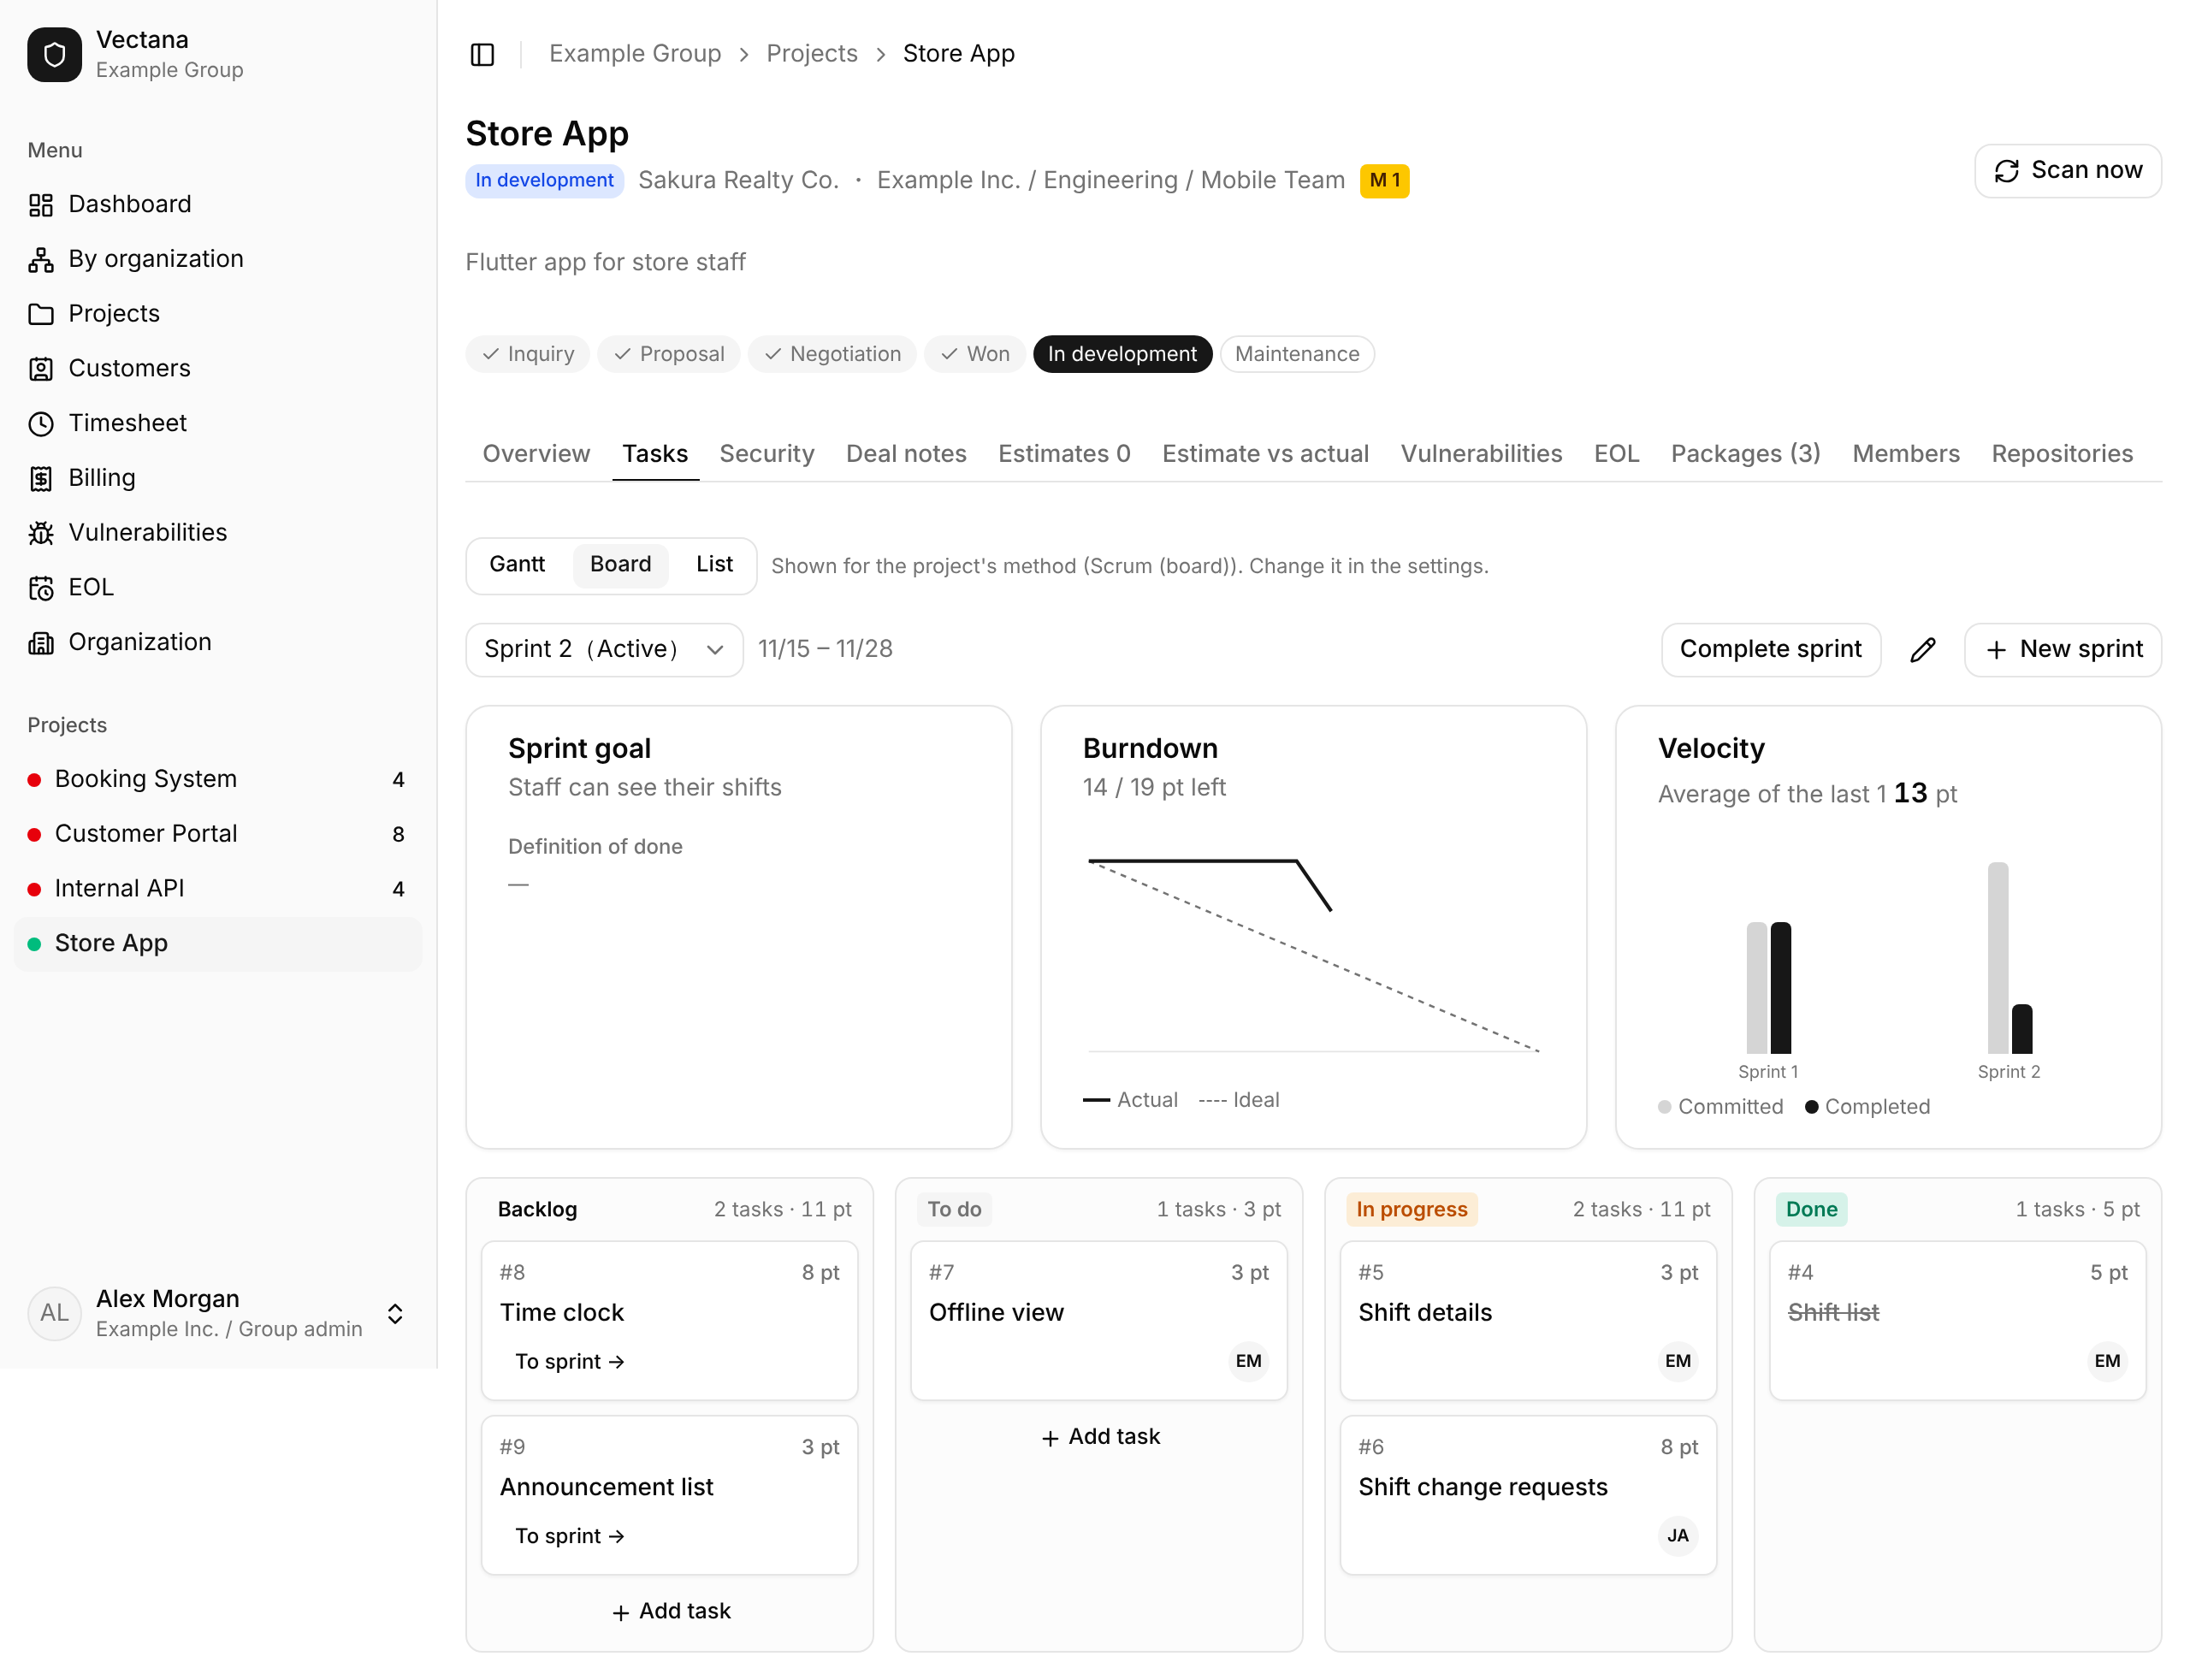 Vectana
Example Group
Menu
Dashboard
By organization
Projects
Customers
Timesheet
Billing
Vulnerabilities
EOL
Organization
Projects
Booking System 4
Customer Portal 8
Internal API 4
Store App
AL
Alex Morgan
Example Inc. / Group admin
Example Group > Projects > Store App
Store App
In development Sakura Realty Co. · Example Inc. / Engineering / Mobile Team M 1
Scan now
Flutter app for store staff
Inquiry Proposal Negotiation Won In development Maintenance
Overview Tasks Security Deal notes Estimates 0 Estimate vs actual Vulnerabilities EOL Packages (3) Members Repositories
Gantt Board List Shown for the project's method (Scrum (board)). Change it in the settings.
Sprint 2（Active） 11/15 – 11/28 Complete sprint New sprint
Sprint goal
Staff can see their shifts
Definition of done
—
Burndown
14 / 19 pt left
Actual Ideal
Velocity
Average of the last 1 13 pt
Sprint 1 Sprint 2
Committed Completed
Backlog 2 tasks · 11 pt
#8 8 pt
Time clock
To sprint →
#9 3 pt
Announcement list
To sprint →
+ Add task
To do 1 tasks · 3 pt
#7 3 pt
Offline view
EM
+ Add task
In progress 2 tasks · 11 pt
#5 3 pt
Shift details
EM
#6 8 pt
Shift change requests
JA
Done 1 tasks · 5 pt
#4 5 pt
Shift list
EM